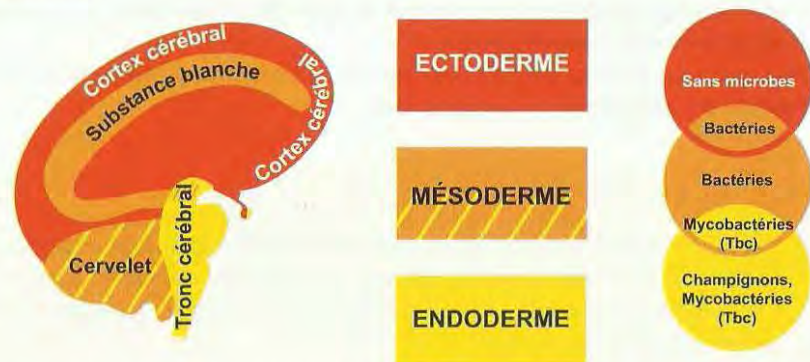 Cortex cérébral
Substance blanche
Cortex cérébral
Tronc cérébral
Cervelet
ECTODERME
MÉSODERME
ENDODERME
Sans microbes
Bactéries
Bactéries
Mycobactéries
(Tbc)
Champignons,
Mycobactéries
(Tbc)